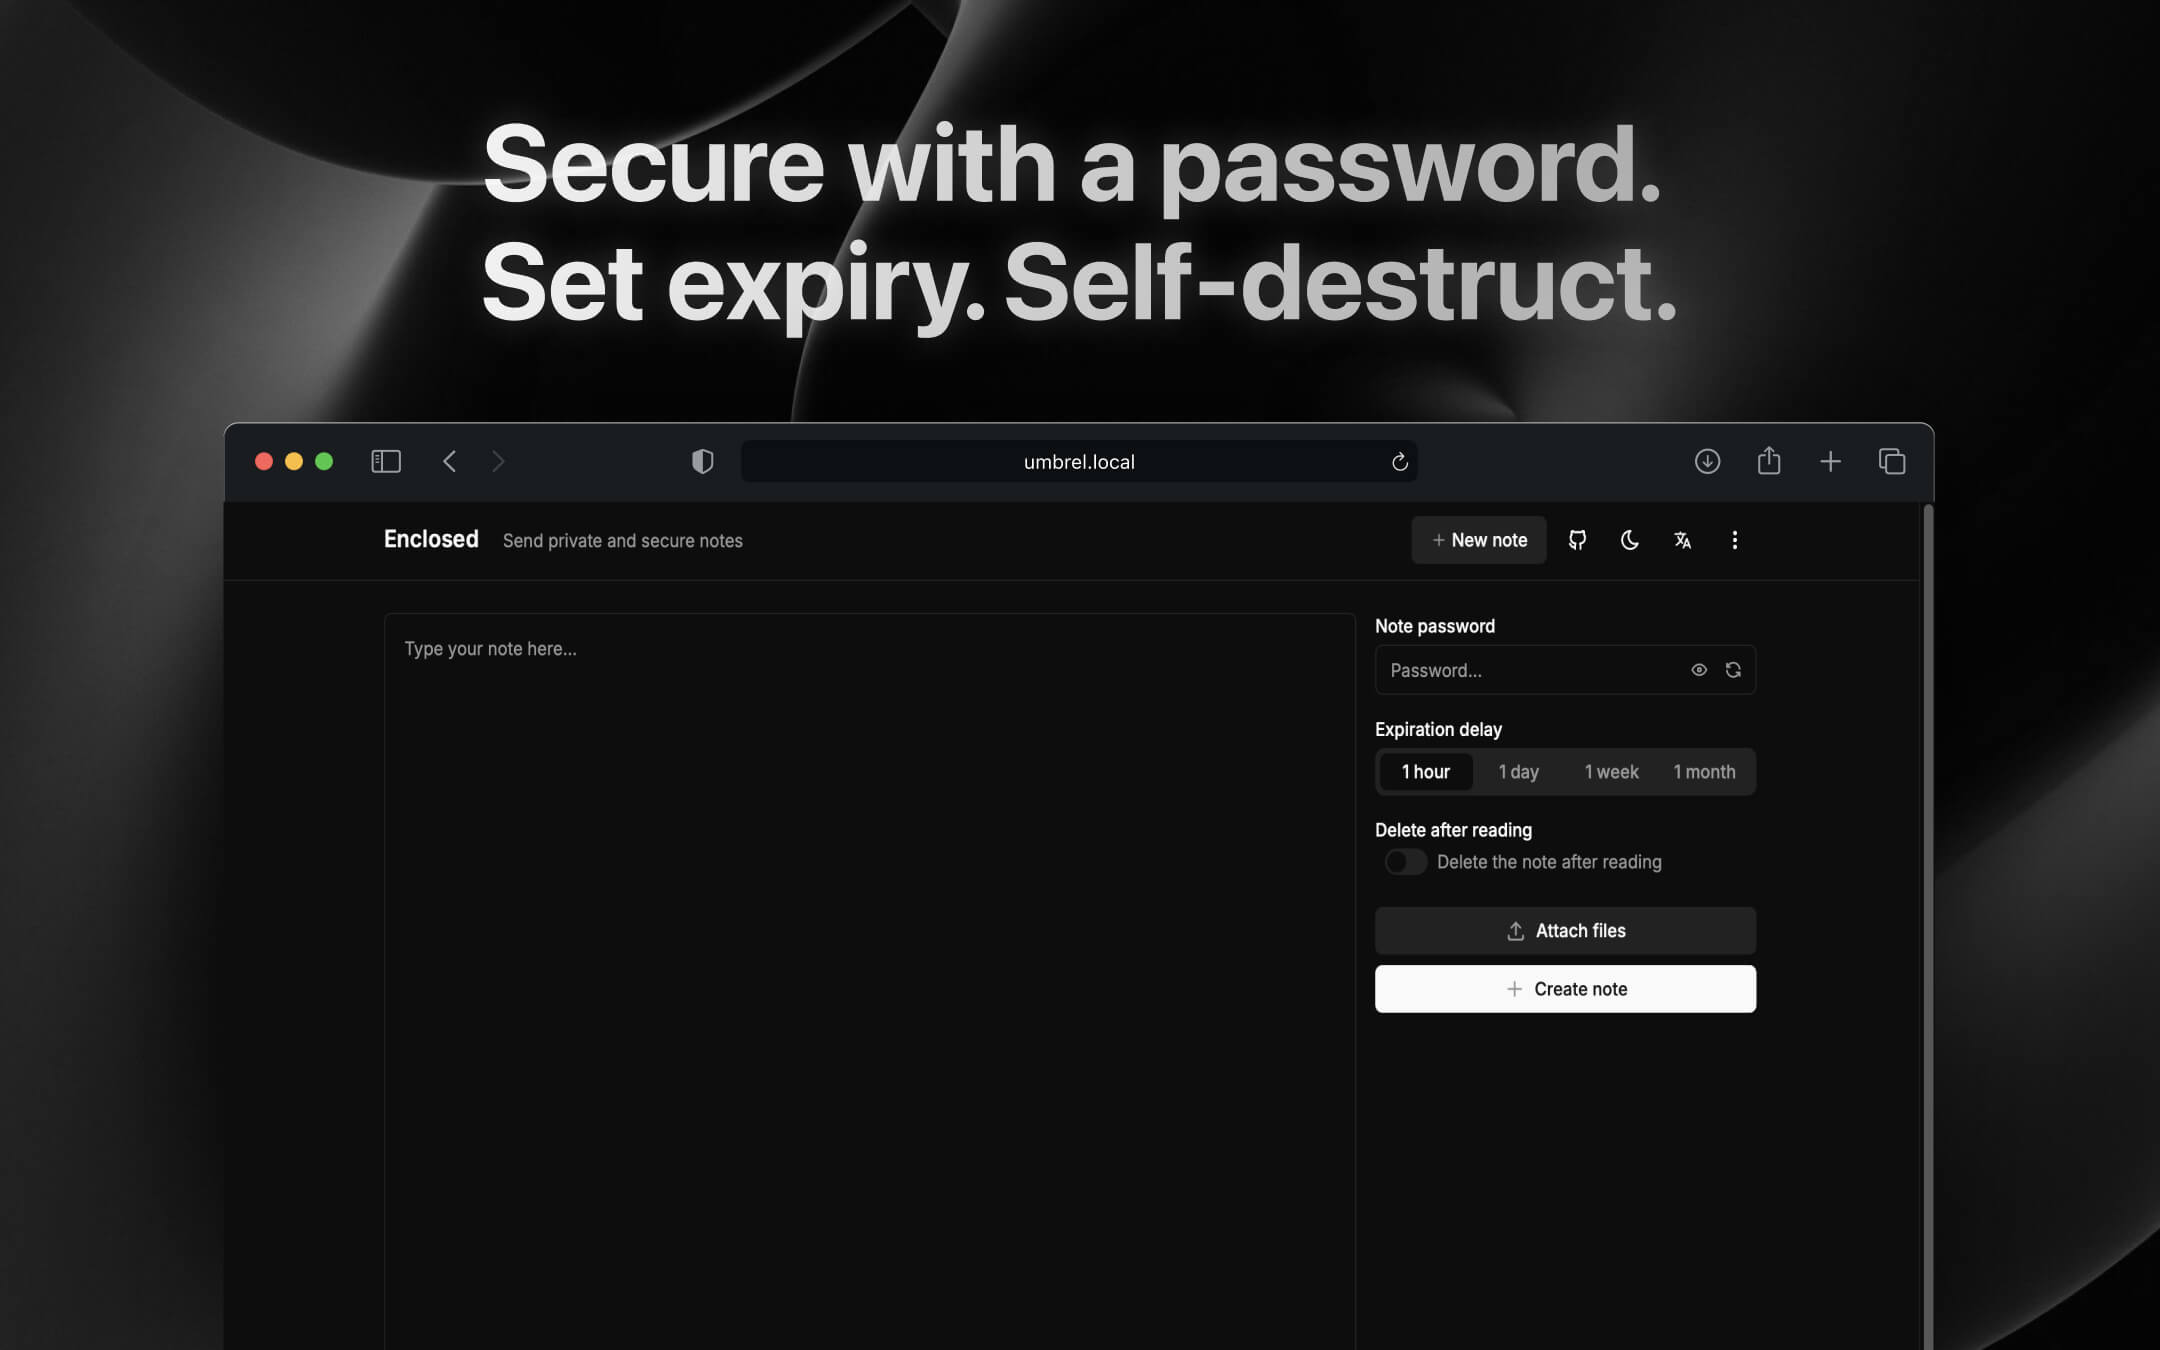 Secure with a password.
Set expiry. Self-destruct.
umbrel.local
Enclosed Send private and secure notes
New note
Type your note here...
Note password
Password...
Expiration delay
1 hour 1 day 1 week 1 month
Delete after reading
Delete the note after reading
Attach files
Create note